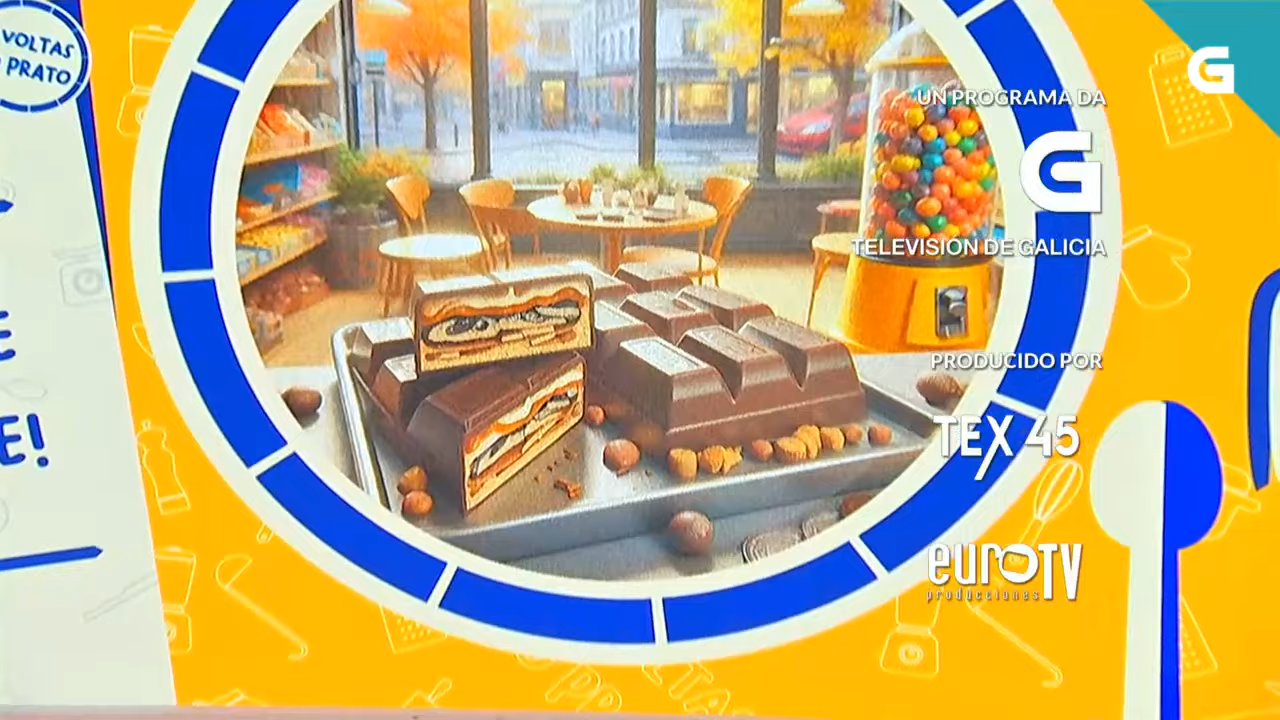 VOLTAS
PRATO
E!
UN PROGRAMA DA
G
TELEVISIÓN DE GALICIA
PRODUCIDO POR
TEX 45
euroTV
producciones
G